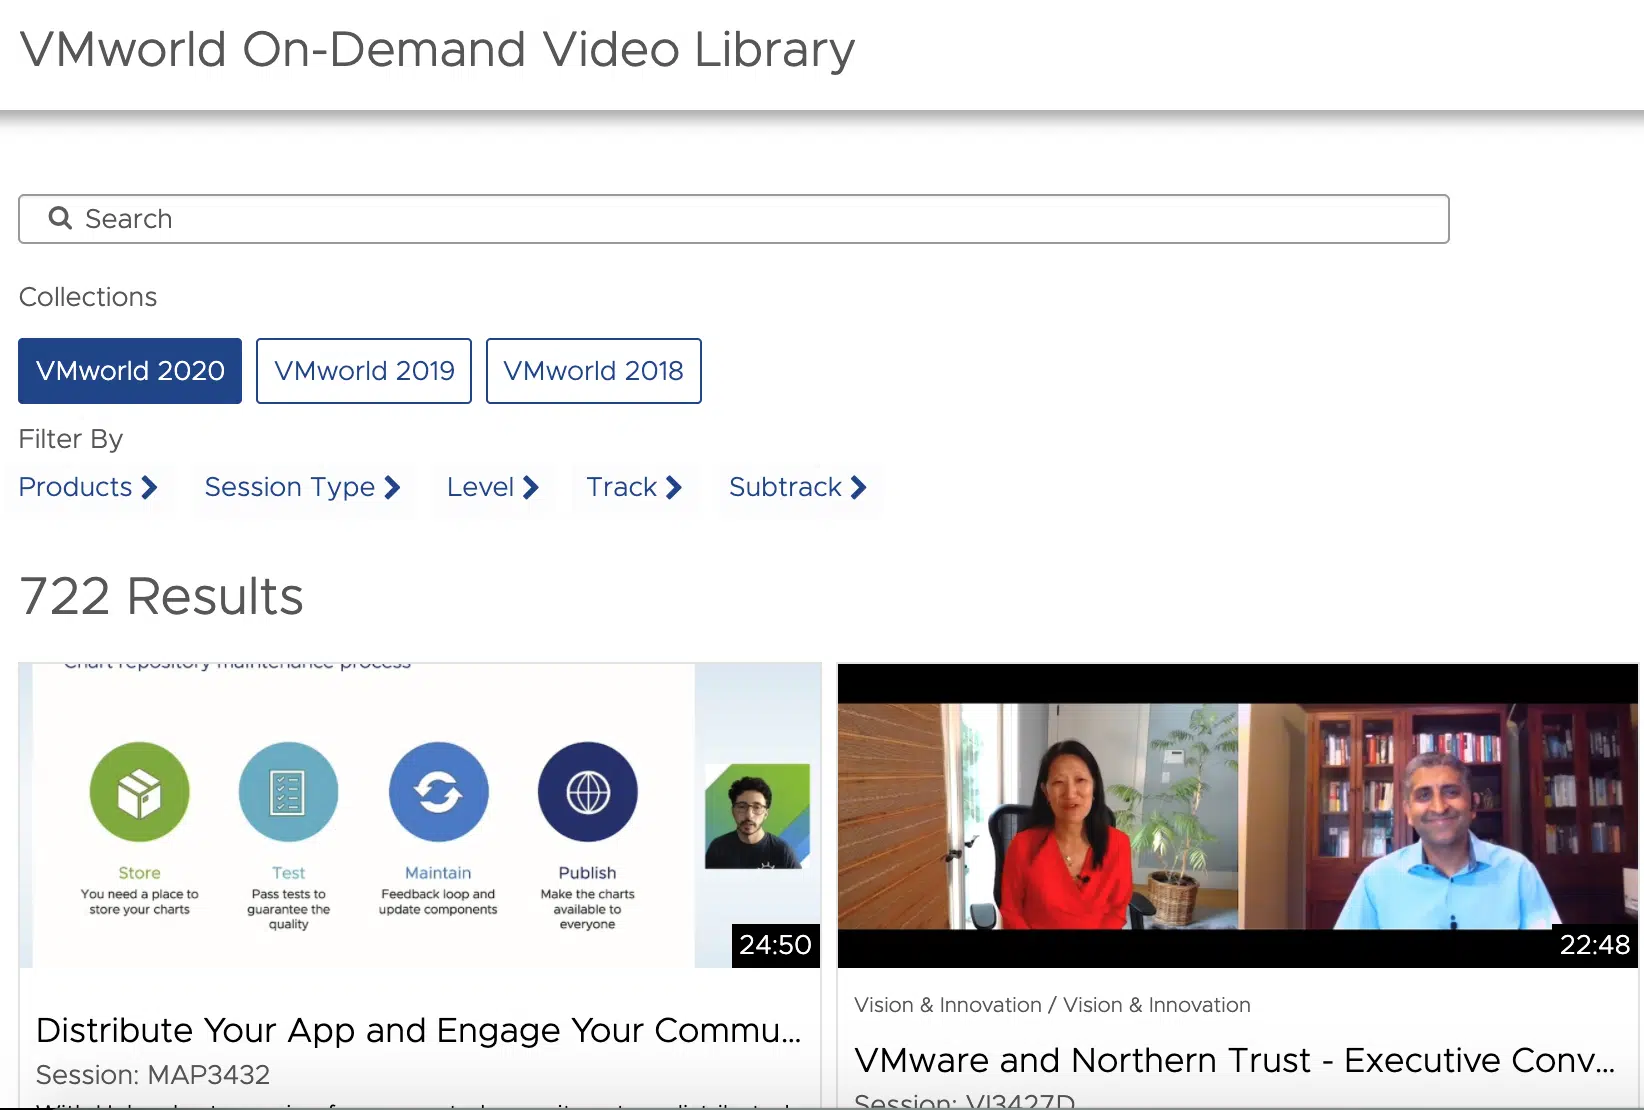 VMworld On-Demand Video Library
Search
Collections
VMworld 2020 VMworld 2019 VMworld 2018
Filter By
Products Session Type Level Track Subtrack
722 Results
Chart repository maintenance process
Store
You need a place to
store your charts
Test
Pass tests to
guarantee the
quality
Maintain
Feedback loop and
update components
Publish
Make the charts
available to
everyone
24:50
Distribute Your App and Engage Your Commu...
Session: MAP3432
22:48
Vision & Innovation / Vision & Innovation
VMware and Northern Trust - Executive Conv...
Session: VI3427D